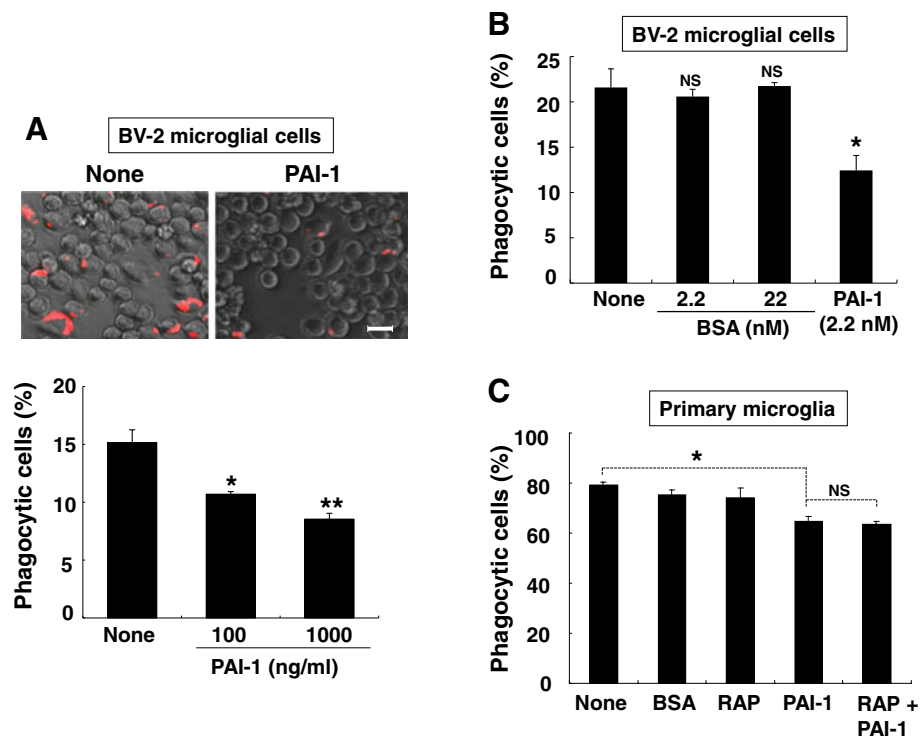 A
BV-2 microglial cells
None PAI-1
Phagocytic cells (%)
20
15
10
5
0
*
**
None 100 1000
PAI-1 (ng/ml)
B
BV-2 microglial cells
Phagocytic cells (%)
25
20
15
10
5
0
NS
NS
*
None 2.2 22 PAI-1
BSA (nM) (2.2 nM)
C
Primary microglia
Phagocytic cells (%)
100
80
60
40
20
0
*
NS
None BSA RAP PAI-1 RAP +
PAI-1